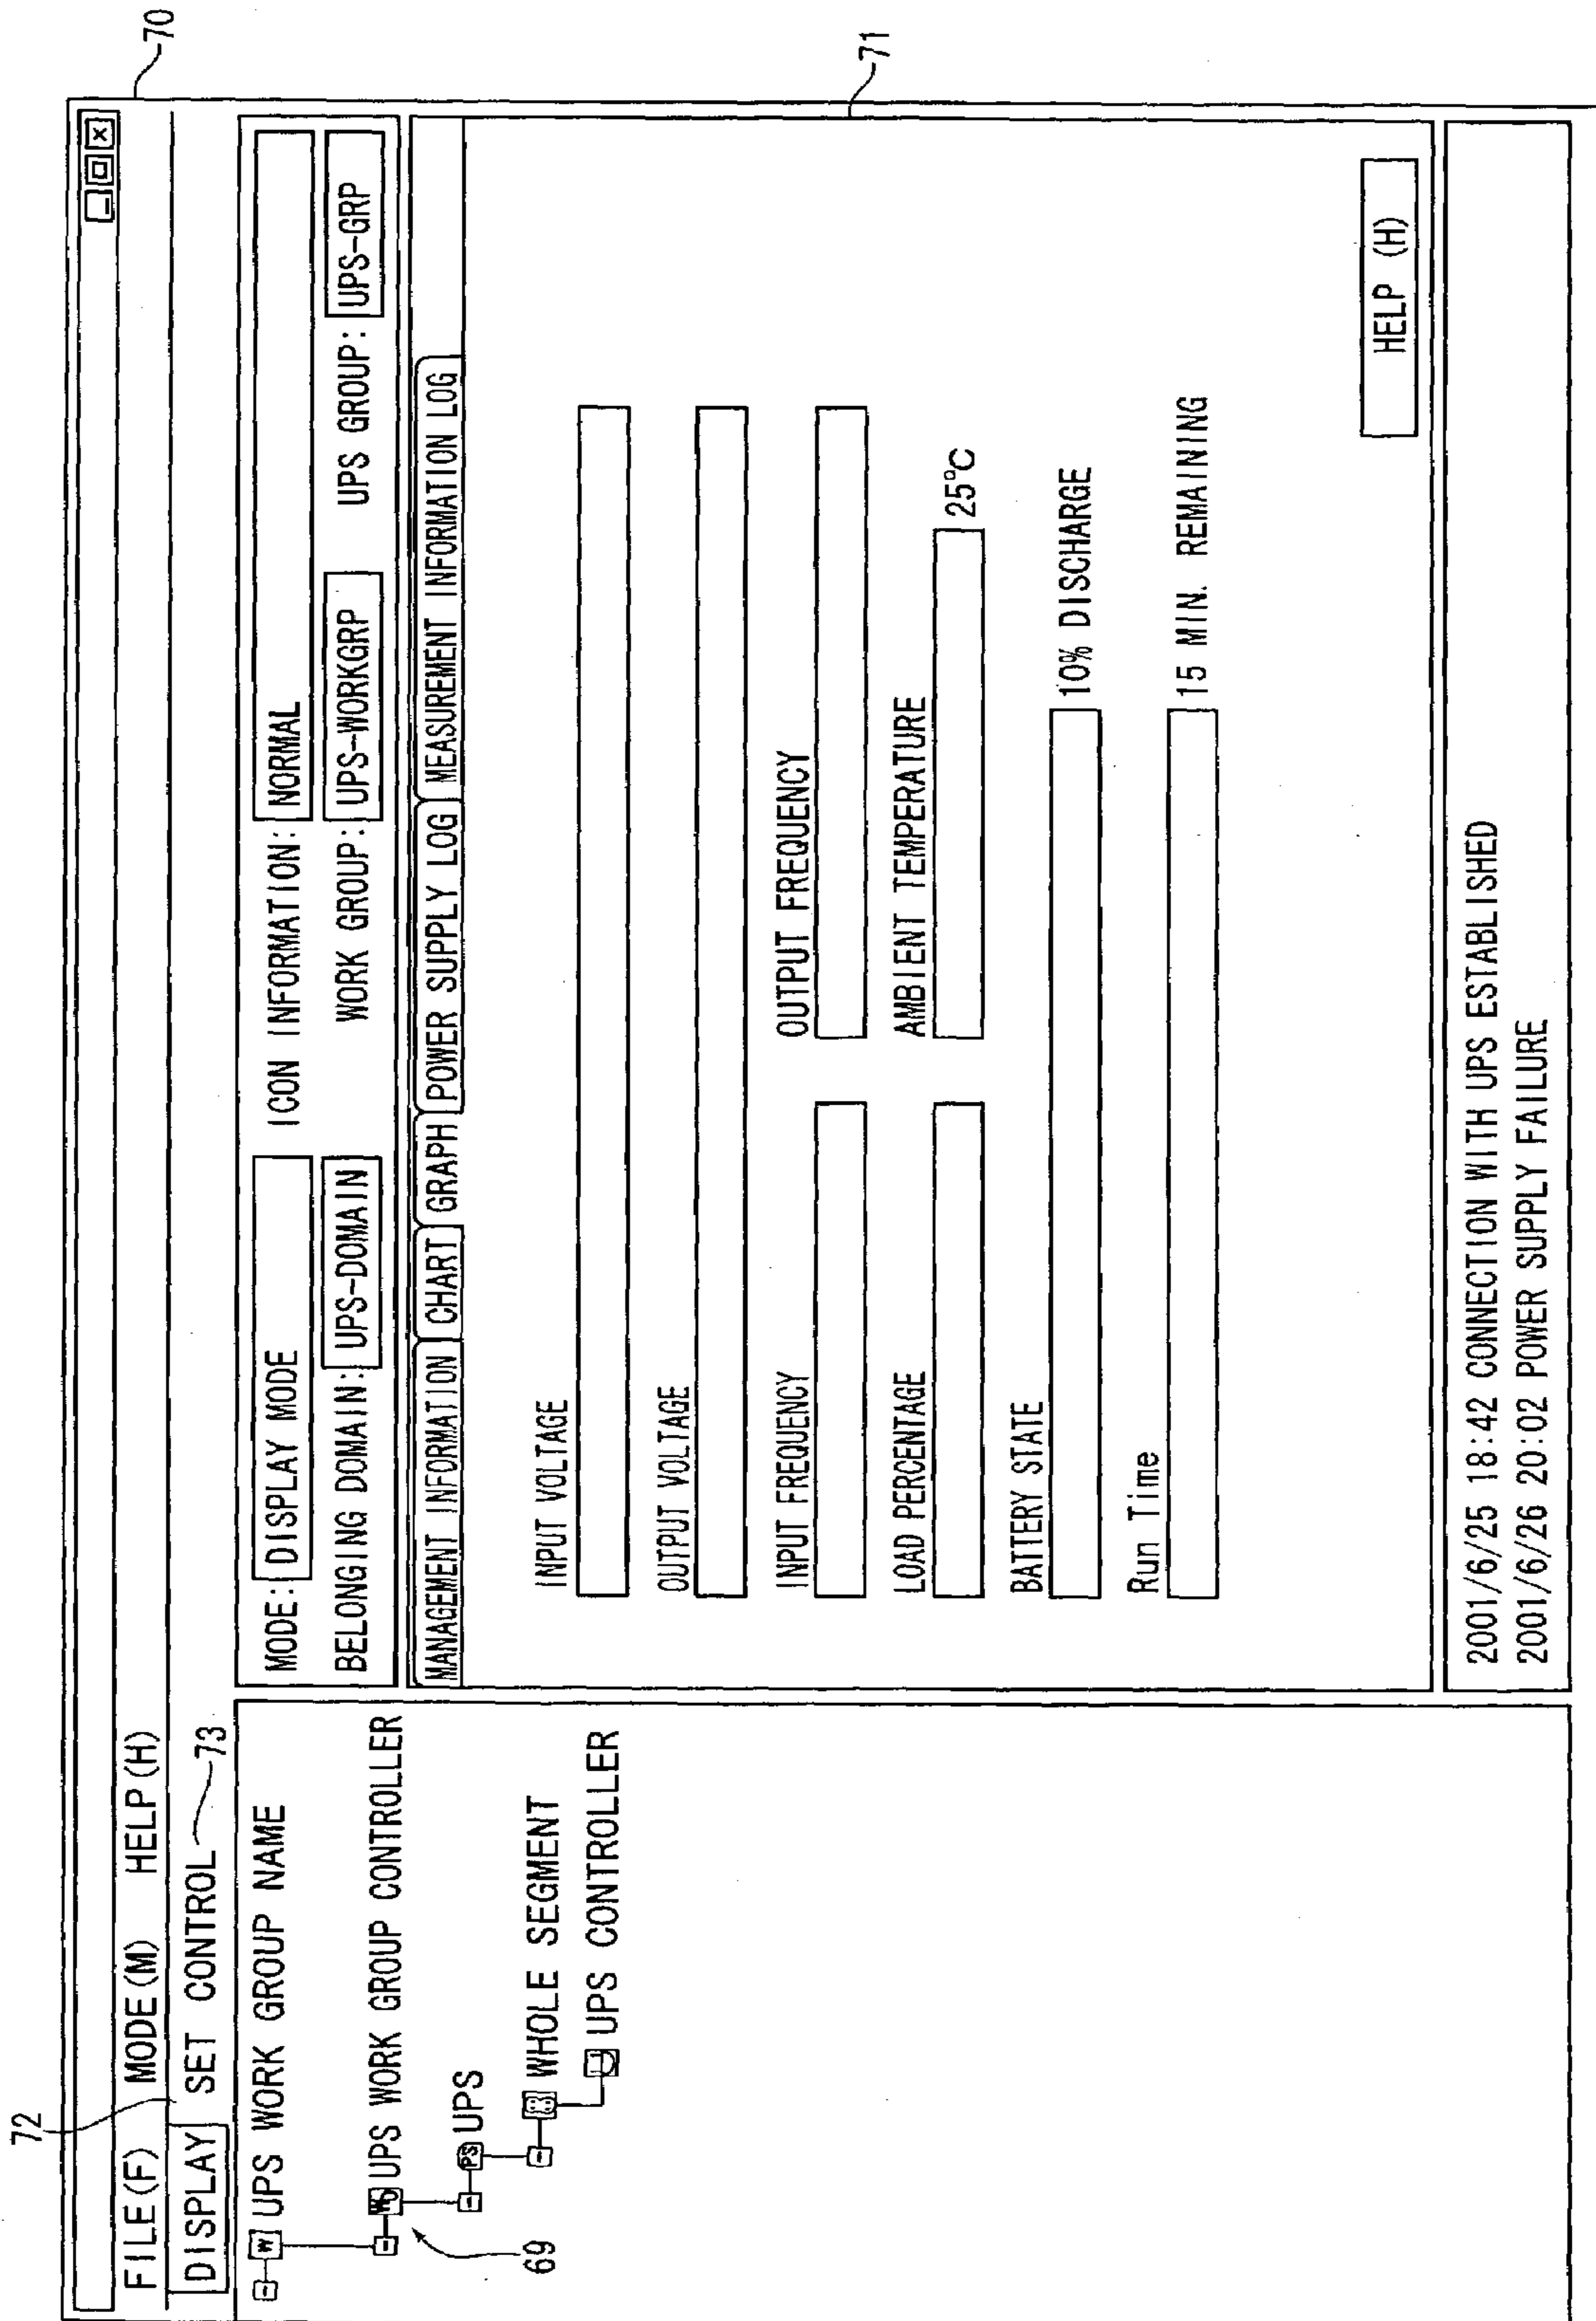 70
FILE(F) MODE(M) HELP(H)
72
DISPLAY SET CONTROL 73
W UPS WORK GROUP NAME
UPS WORK GROUP CONTROLLER
69
PS UPS
WHOLE SEGMENT
UPS CONTROLLER
MODE: DISPLAY MODE ICON INFORMATION: NORMAL
BELONGING DOMAIN: UPS-DOMAIN WORK GROUP: UPS-WORKGRP UPS GROUP: UPS-GRP
MANAGEMENT INFORMATION CHART GRAPH POWER SUPPLY LOG MEASUREMENT INFORMATION LOG
71
INPUT VOLTAGE
OUTPUT VOLTAGE
INPUT FREQUENCY OUTPUT FREQUENCY
LOAD PERCENTAGE AMBIENT TEMPERATURE
25°C
BATTERY STATE
10% DISCHARGE
Run Time
15 MIN. REMAINING
HELP (H)
2001/6/25 18:42 CONNECTION WITH UPS ESTABLISHED
2001/6/26 20:02 POWER SUPPLY FAILURE